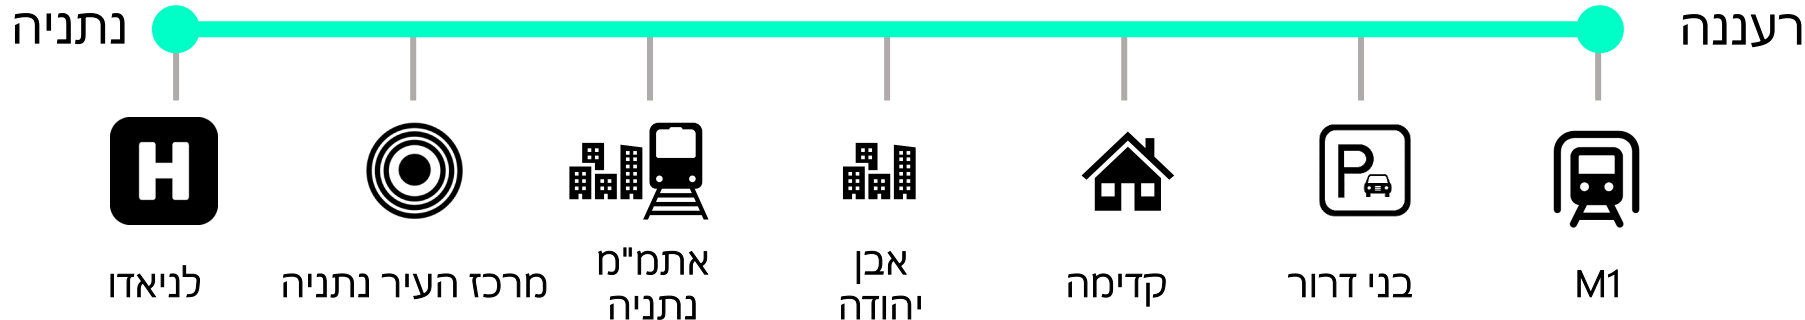 רעננה
נתניה
M1
בני דרור
קדימה
אבן
יהודה
אתמ"מ
נתניה
מרכז העיר נתניה
לניאדו
H
P